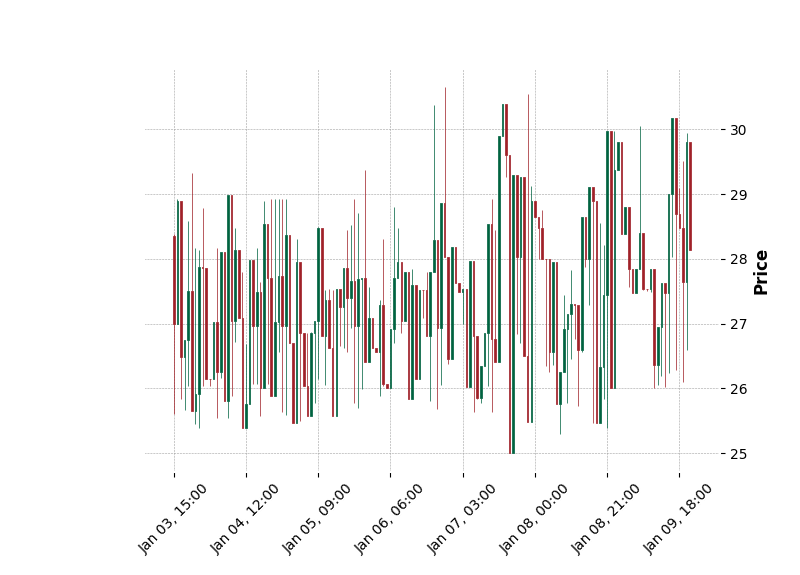 30
29
28
27
26
25
Price
Jan 03, 15:00
Jan 04, 12:00
Jan 05, 09:00
Jan 06, 06:00
Jan 07, 03:00
Jan 08, 00:00
Jan 08, 21:00
Jan 09, 18:00